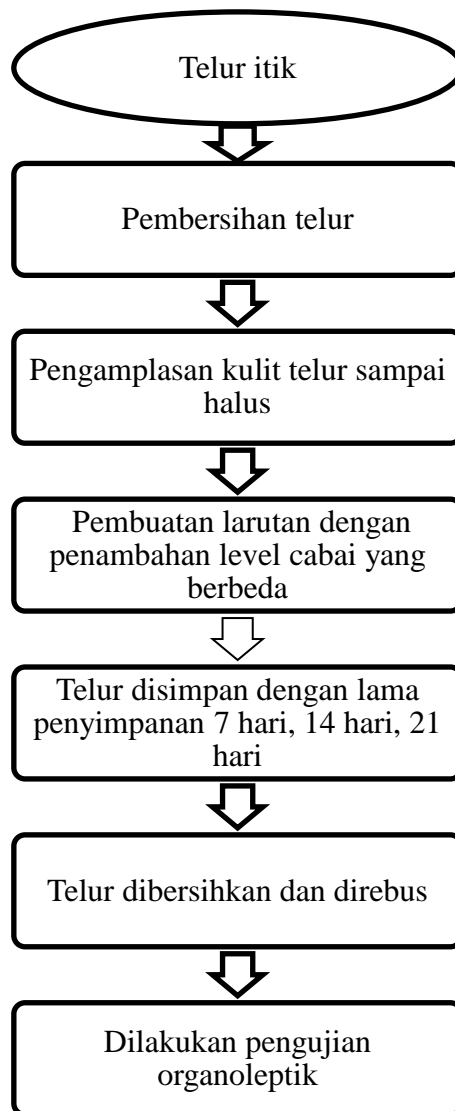 Telur itik
Pembersihan telur
Pengamplasan kulit telur sampai
halus
Pembuatan larutan dengan
penambahan level cabai yang
berbeda
Telur disimpan dengan lama
penyimpanan 7 hari, 14 hari, 21
hari
Telur dibersihkan dan direbus
Dilakukan pengujian
organoleptik